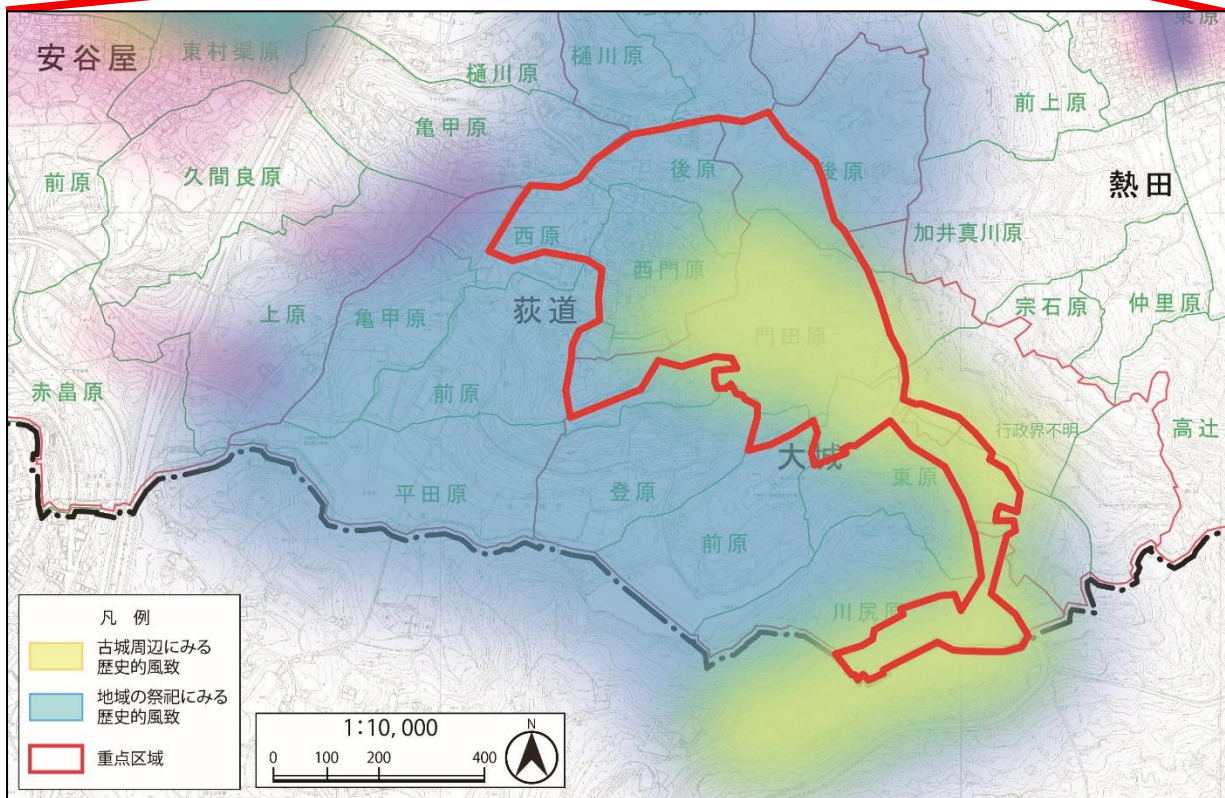 東原
安谷屋
東村渠原
樋川原
樋川原
亀甲原
前上原
前原
久間良原
後原
後原
熱田
西原
加井真川原
西門原
荻道
宗石原
仲里原
上原
亀甲原
門田原
赤畠原
前原
行政界不明
高辻
大城
東原
平田原
登原
前原
川尻原
凡 例
古城周辺にみる
歴史的風致
地域の祭祀にみる
歴史的風致
重点区域
1:10,000
0 100 200 400
N